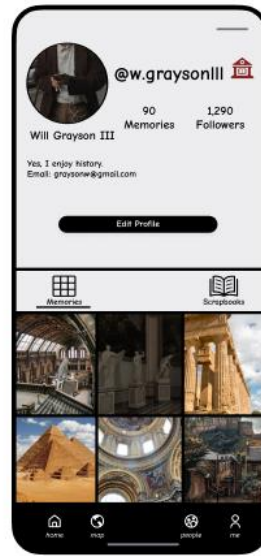 @w.graysonIII
90 1,290
Memories Followers
Will Grayson III
Yes, I enjoy history.
Email: graysonw@gmail.com
Edit Profile
Memories Scrapbooks
home map people me